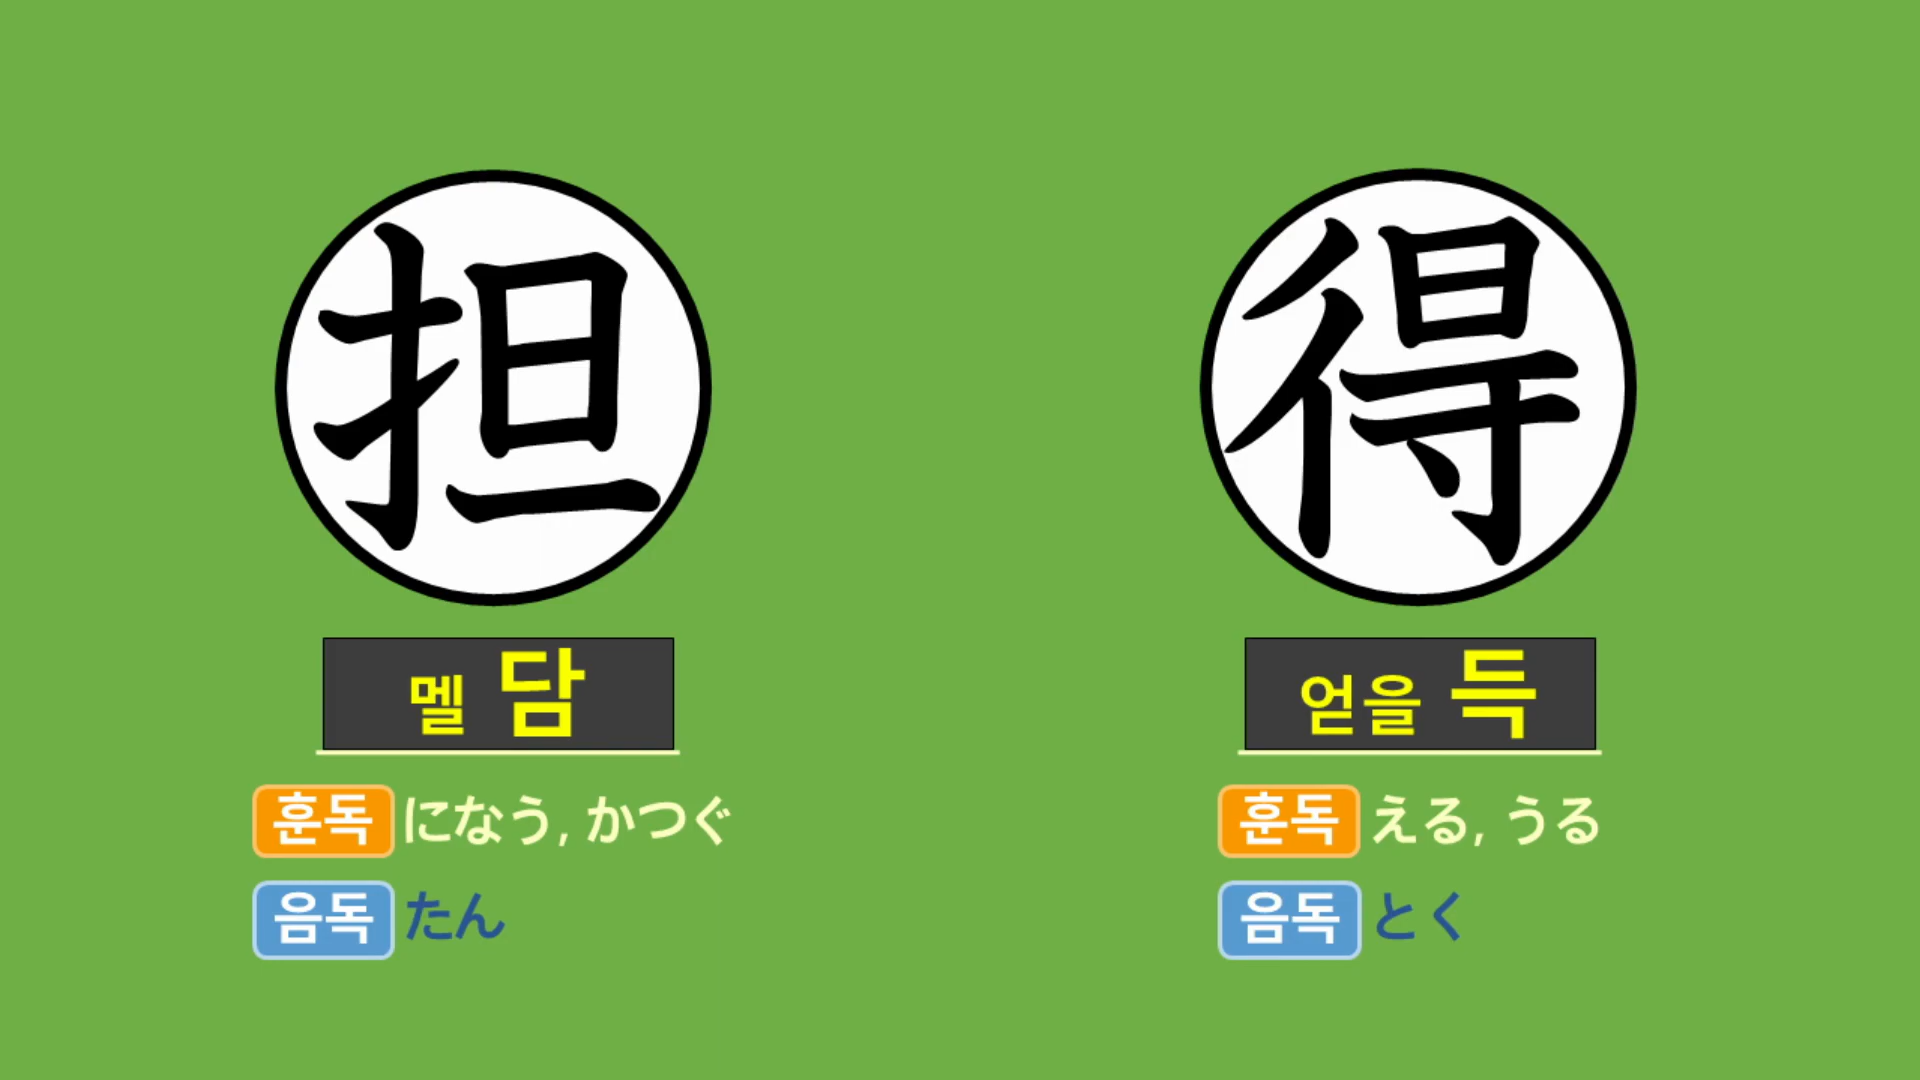 担
멜 담
훈독 になう, かつぐ
음독 たん
得
얻을 득
훈독 える, うる
음독 とく